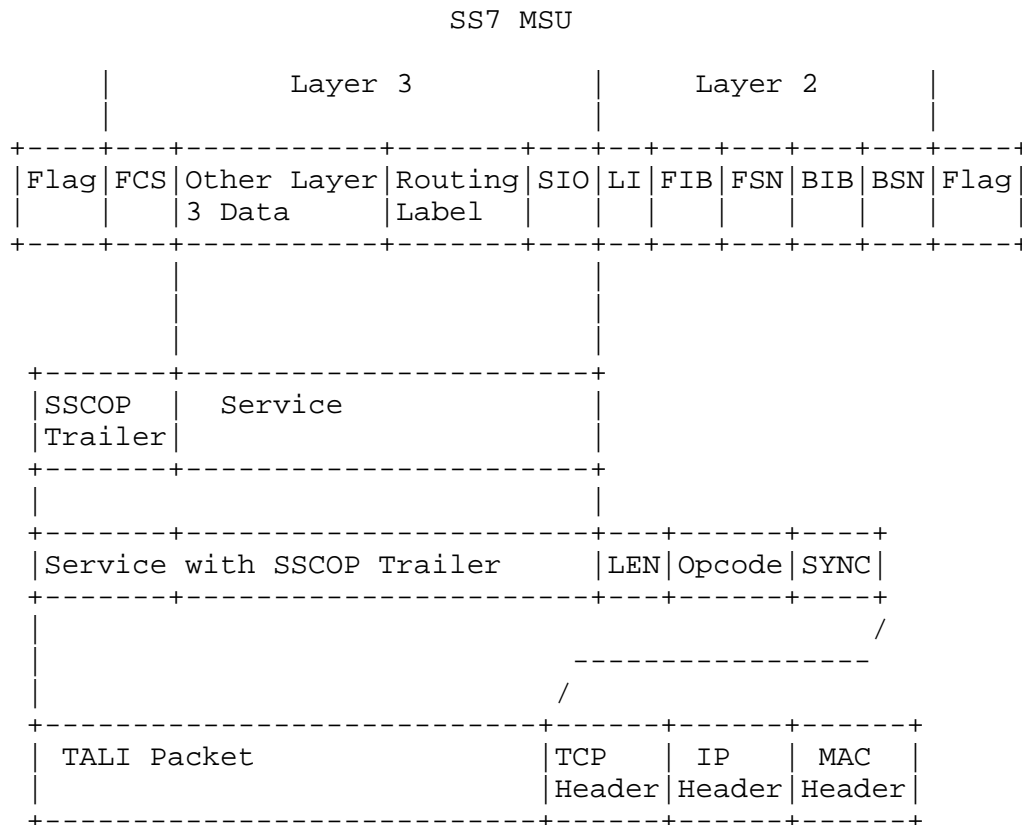 SS7 MSU
Layer 3 Layer 2
Flag FCS Other Layer Routing SIO LI FIB FSN BIB BSN Flag
3 Data Label
SSCOP Service
Trailer
Service with SSCOP Trailer LEN Opcode SYNC
TALI Packet TCP IP MAC
Header Header Header